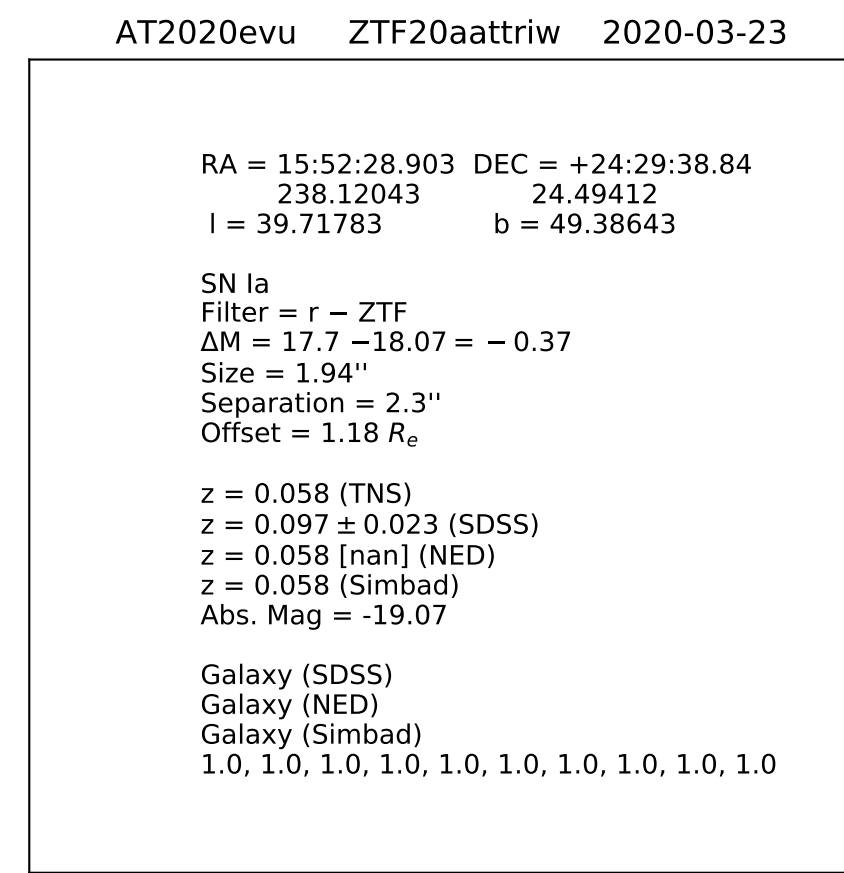 AT2020evu ZTF20aattriw 2020-03-23
RA = 15:52:28.903 DEC = +24:29:38.84
238.12043 24.49412
l = 39.71783 b = 49.38643
SN Ia
Filter = r − ZTF
ΔM = 17.7 −18.07 = − 0.37
Size = 1.94''
Separation = 2.3''
Offset = 1.18 Rₑ
z = 0.058 (TNS)
z = 0.097 ± 0.023 (SDSS)
z = 0.058 [nan] (NED)
z = 0.058 (Simbad)
Abs. Mag = -19.07
Galaxy (SDSS)
Galaxy (NED)
Galaxy (Simbad)
1.0, 1.0, 1.0, 1.0, 1.0, 1.0, 1.0, 1.0, 1.0, 1.0